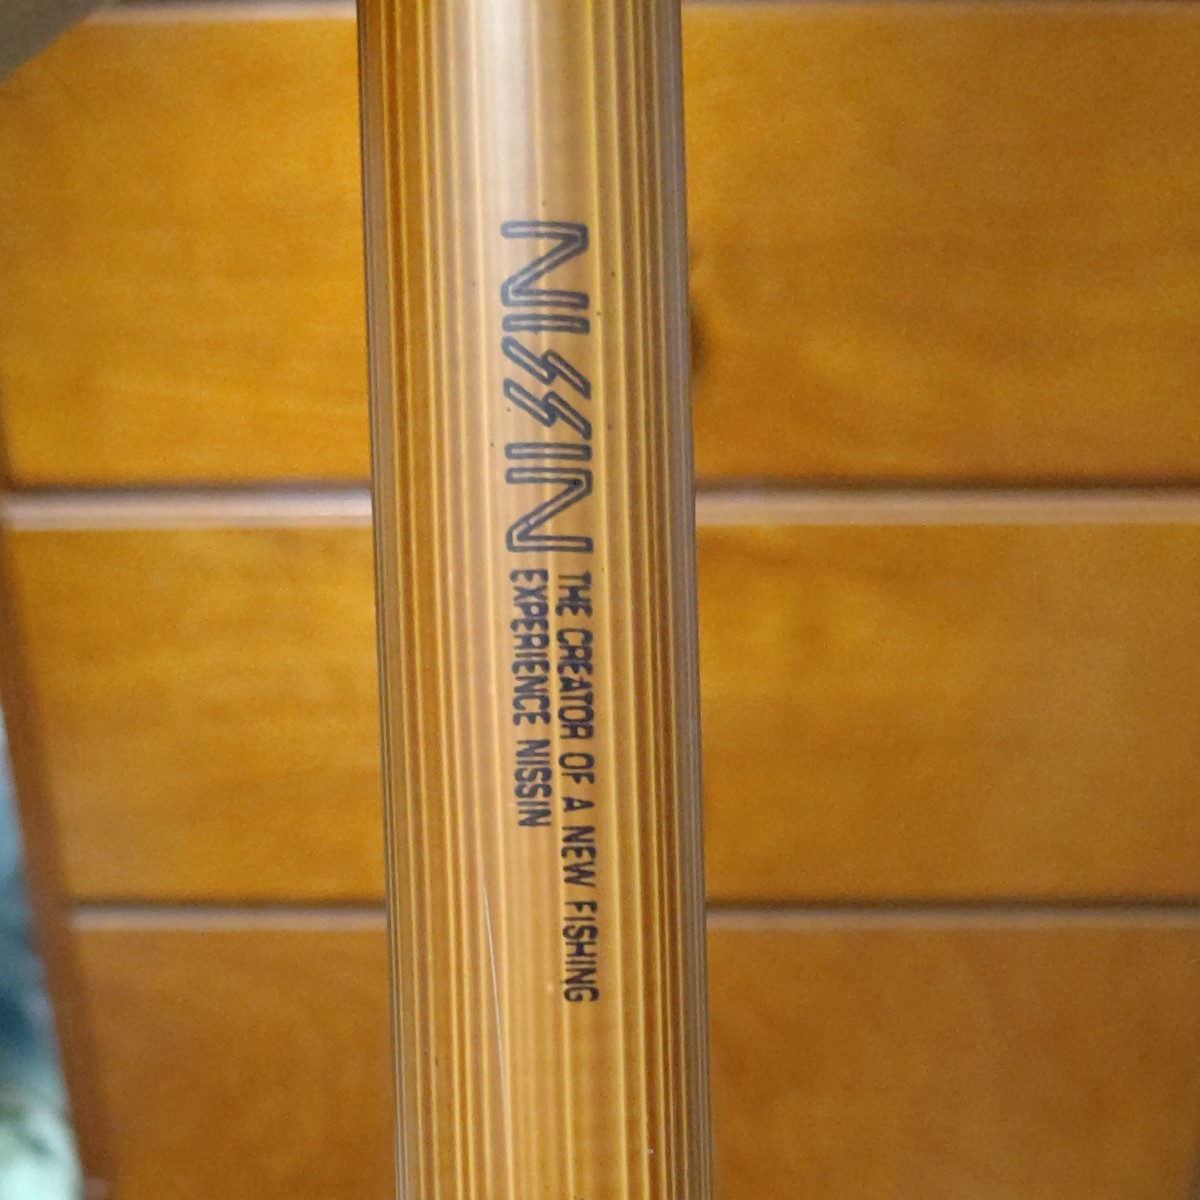 NISSIN
THE CREATOR OF A NEW FISHING
EXPERIENCE NISSIN